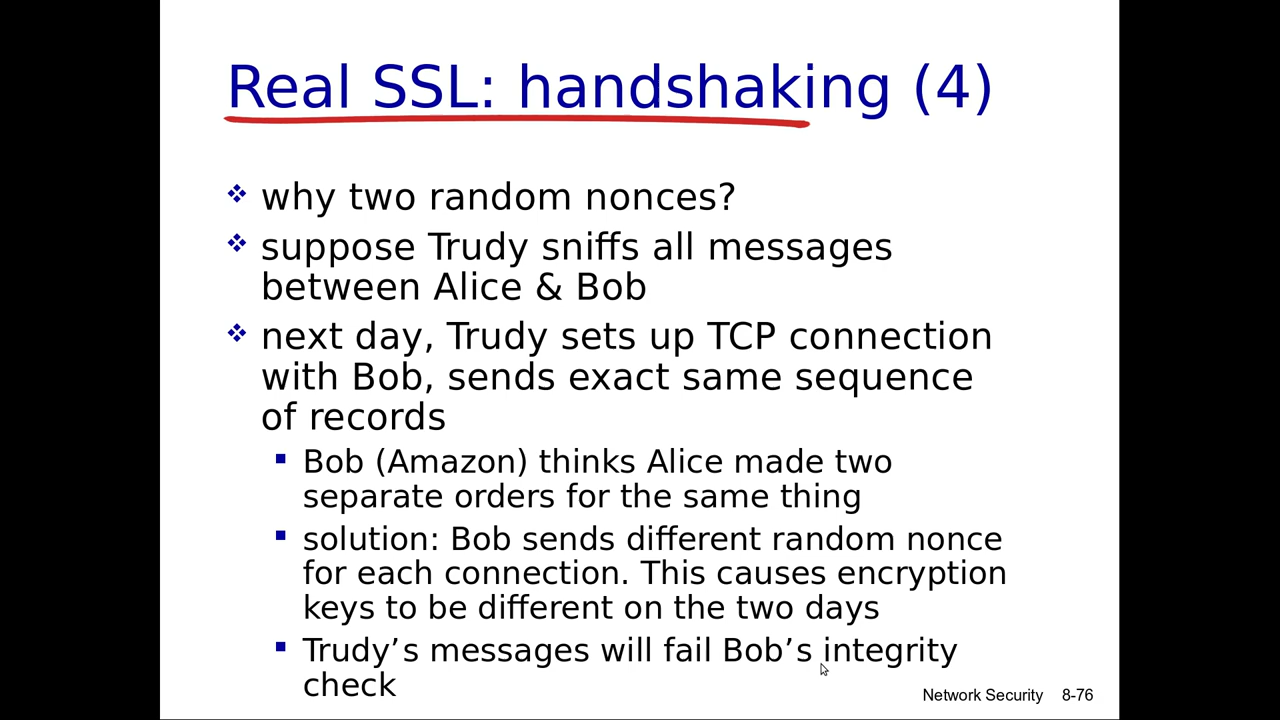 Real SSL: handshaking (4)
why two random nonces?
suppose Trudy sniffs all messages
between Alice & Bob
next day, Trudy sets up TCP connection
with Bob, sends exact same sequence
of records
Bob (Amazon) thinks Alice made two
separate orders for the same thing
solution: Bob sends different random nonce
for each connection. This causes encryption
keys to be different on the two days
Trudy’s messages will fail Bob’s integrity
check
Network Security 8-76